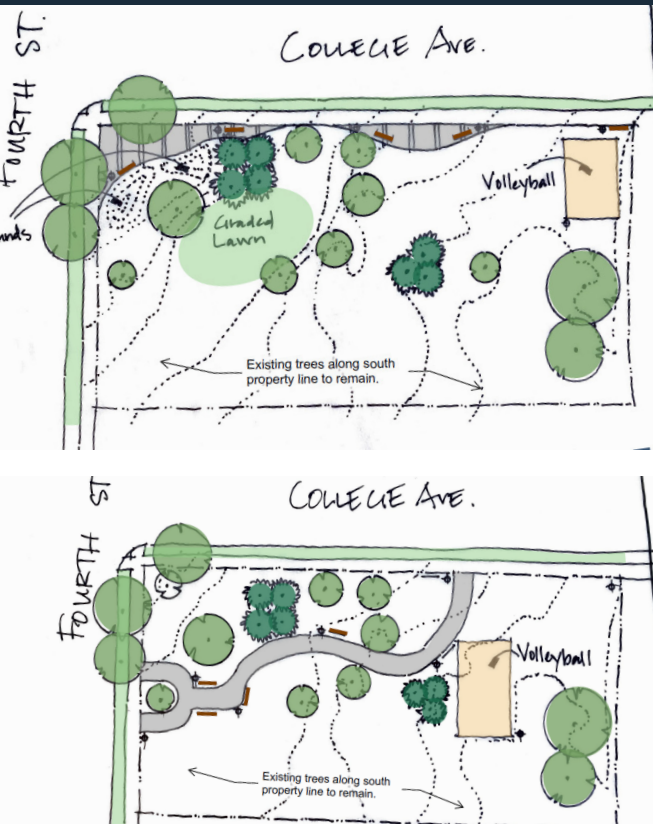 COLLEGE AVE.
FOURTH ST.
Volleyball
Graded
Lawn
Existing trees along south
property line to remain.
COLLEGE AVE.
FOURTH ST
Volleyball
Existing trees along south
property line to remain.